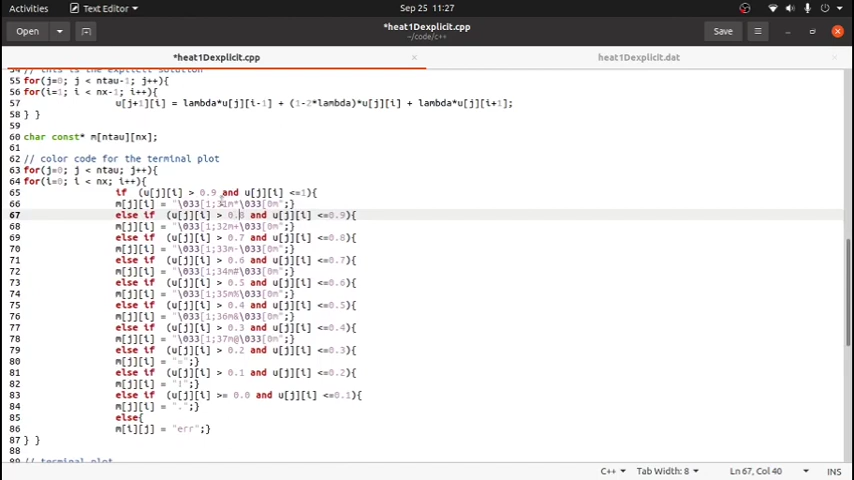 Activities Text Editor Sep 25 11:27
Open *heat1Dexplicit.cpp Save
~/code/c++
*heat1Dexplicit.cpp heat1Dexplicit.dat
54 // this is the explicit solution
55 for(j=0; j < ntau-1; j++){
56 for(i=1; i < nx-1; i++){
57 u[j+1][i] = lambda*u[j][i-1] + (1-2*lambda)*u[j][i] + lambda*u[j][i+1];
58 } }
59
60 char const* m[ntau][nx];
61
62 // color code for the terminal plot
63 for(j=0; j < ntau; j++){
64 for(i=0; i < nx; i++){
65 if (u[j][i] > 0.9 and u[j][i] <=1){
66 m[j][i] = "\033[1;31m*\033[0m";}
67 else if (u[j][i] > 0.8 and u[j][i] <=0.9){
68 m[j][i] = "\033[1;32m+\033[0m";}
69 else if (u[j][i] > 0.7 and u[j][i] <=0.8){
70 m[j][i] = "\033[1;33m-\033[0m";}
71 else if (u[j][i] > 0.6 and u[j][i] <=0.7){
72 m[j][i] = "\033[1;34m#\033[0m";}
73 else if (u[j][i] > 0.5 and u[j][i] <=0.6){
74 m[j][i] = "\033[1;35m%\033[0m";}
75 else if (u[j][i] > 0.4 and u[j][i] <=0.5){
76 m[j][i] = "\033[1;36m&\033[0m";}
77 else if (u[j][i] > 0.3 and u[j][i] <=0.4){
78 m[j][i] = "\033[1;37m@\033[0m";}
79 else if (u[j][i] > 0.2 and u[j][i] <=0.3){
80 m[j][i] = "=";}
81 else if (u[j][i] > 0.1 and u[j][i] <=0.2){
82 m[j][i] = "!";}
83 else if (u[j][i] >= 0.0 and u[j][i] <=0.1){
84 m[j][i] = ".";}
85 else{
86 m[i][j] = "err";}
87 } }
88
89 // terminal plot
C++ Tab Width: 8 Ln 67, Col 40 INS